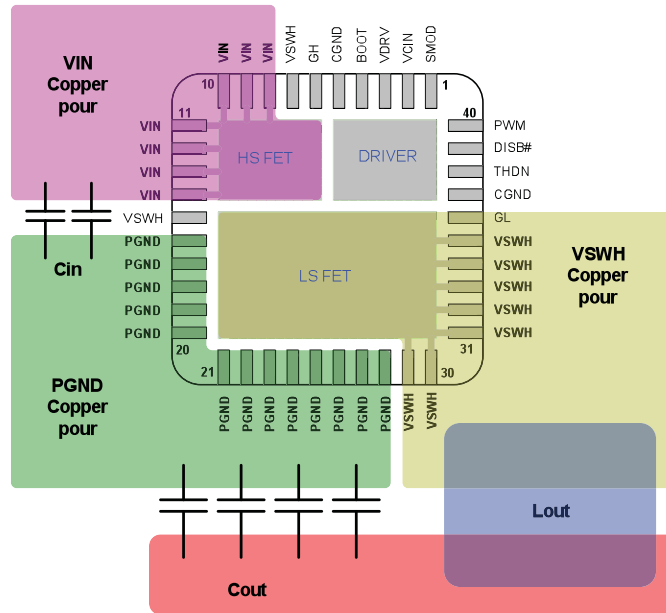 VIN
Copper
pour
VIN
VIN
VIN
VSWH
GH
CGND
BOOT
VDRV
VCIN
SMOD
10
1
11
40
VIN
VIN
VIN
VIN
VSWH
PGND
PGND
PGND
PGND
PGND
HS FET
DRIVER
LS FET
PWM
DISB#
THDN
CGND
GL
VSWH
VSWH
VSWH
VSWH
VSWH
VSWH
Copper
pour
Cin
20
31
21
30
PGND
Copper
pour
PGND
PGND
PGND
PGND
PGND
PGND
PGND
PGND
VSWH
VSWH
Lout
Cout